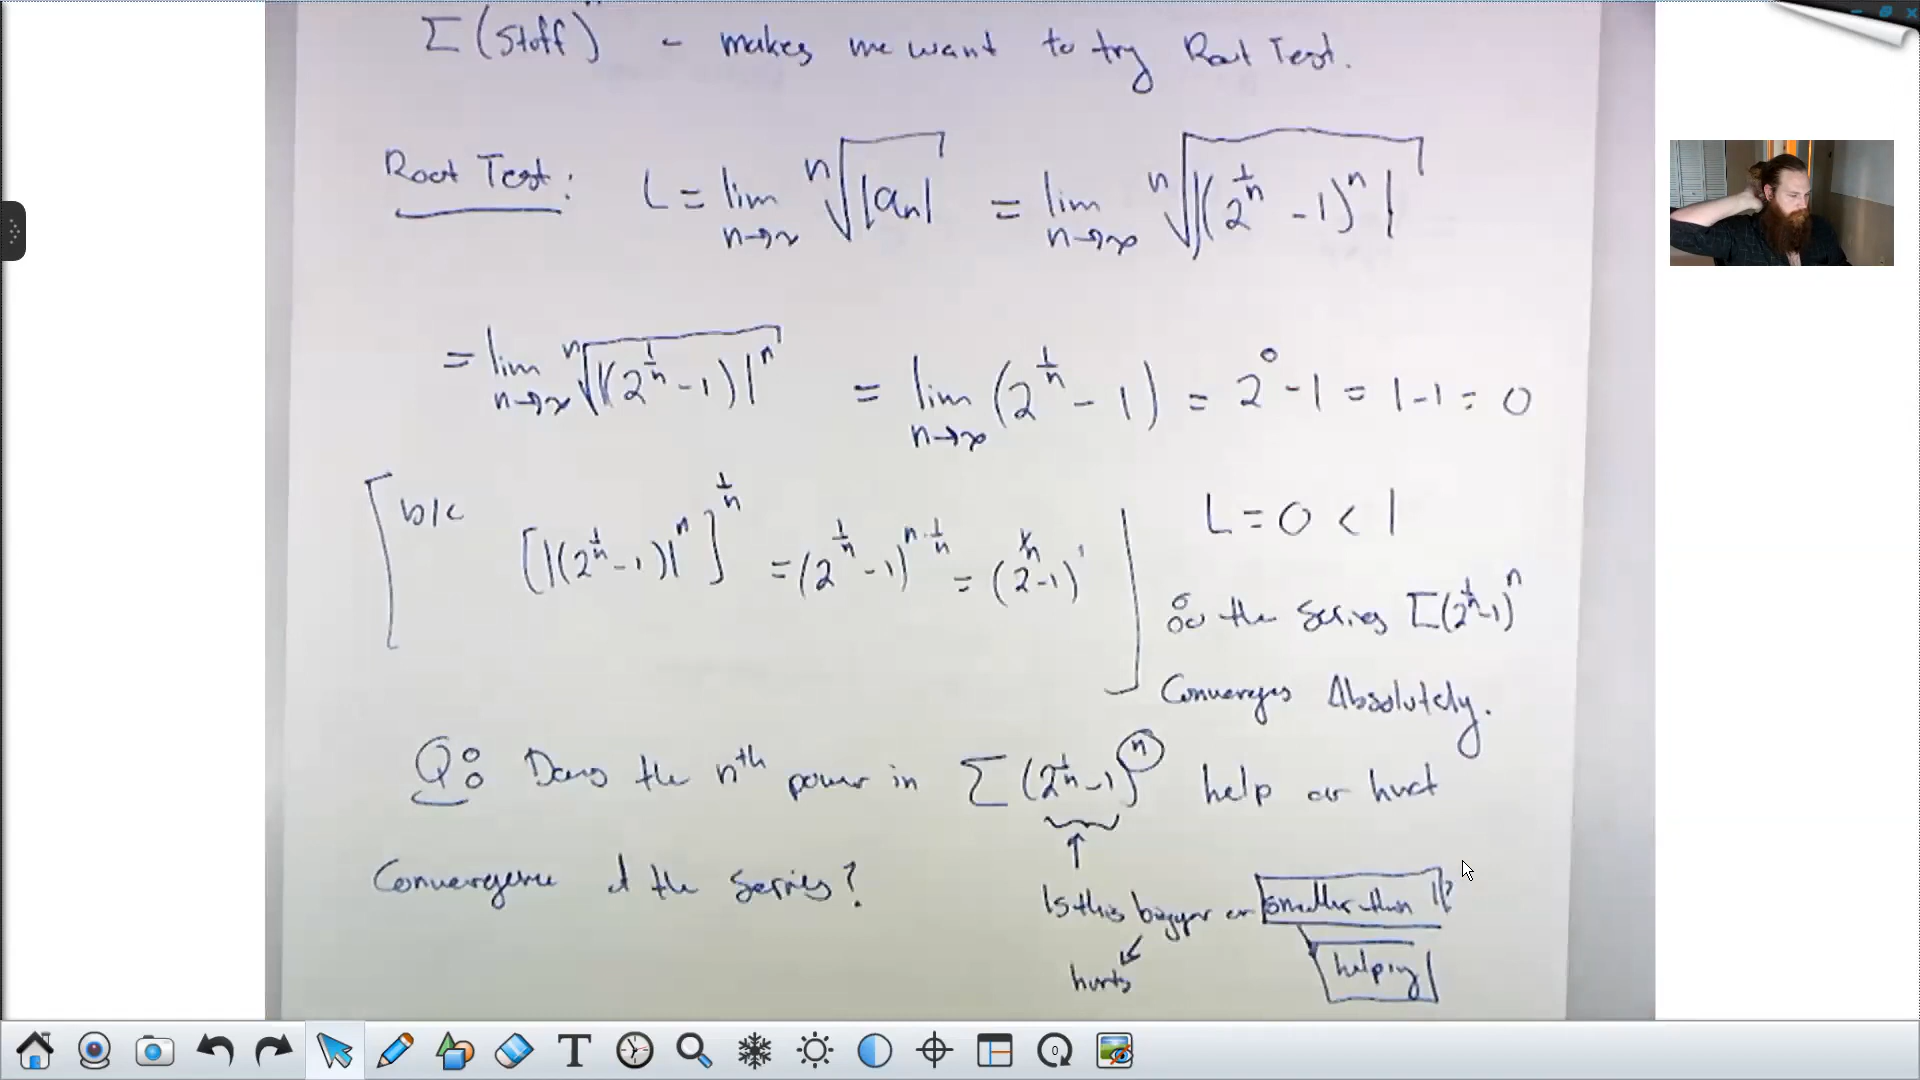 Σ(Stoff)ⁿ - makes me want to try Root Test.
Root Test: L = lim n→∞ ⁿ√|aₙ| = lim n→∞ ⁿ√|(2^(1/n) - 1)ⁿ|
= lim n→∞ ⁿ√|(2^(1/n) - 1)|ⁿ = lim n→∞ (2^(1/n) - 1) = 2⁰ - 1 = 1 - 1 = 0
[b/c [|(2^(1/n) - 1)|ⁿ]^(1/n) = (2^(1/n) - 1)^(n·1/n) = (2^(1/n) - 1)¹]
L = 0 < 1
∴ the series Σ(2^(1/n) - 1)ⁿ
Converges Absolutely.
Q: Does the nth power in Σ(2^(1/n) - 1)ⁿ help or hurt
Convergence of the series?
Is this bigger or smaller than 1?
hurts
helping
T
0